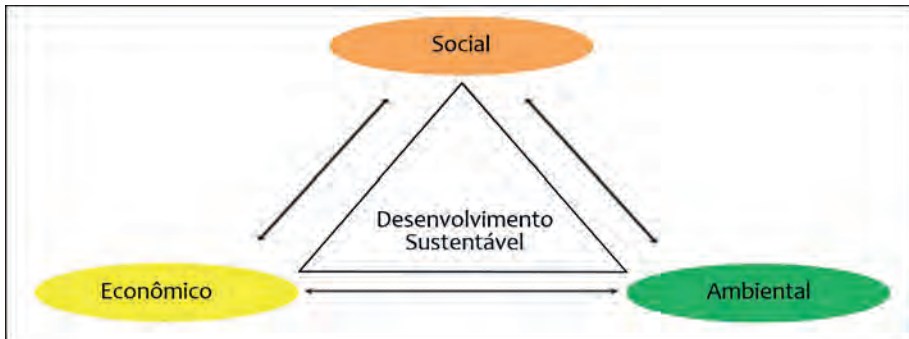 Social
Desenvolvimento
Sustentável
Econômico
Ambiental